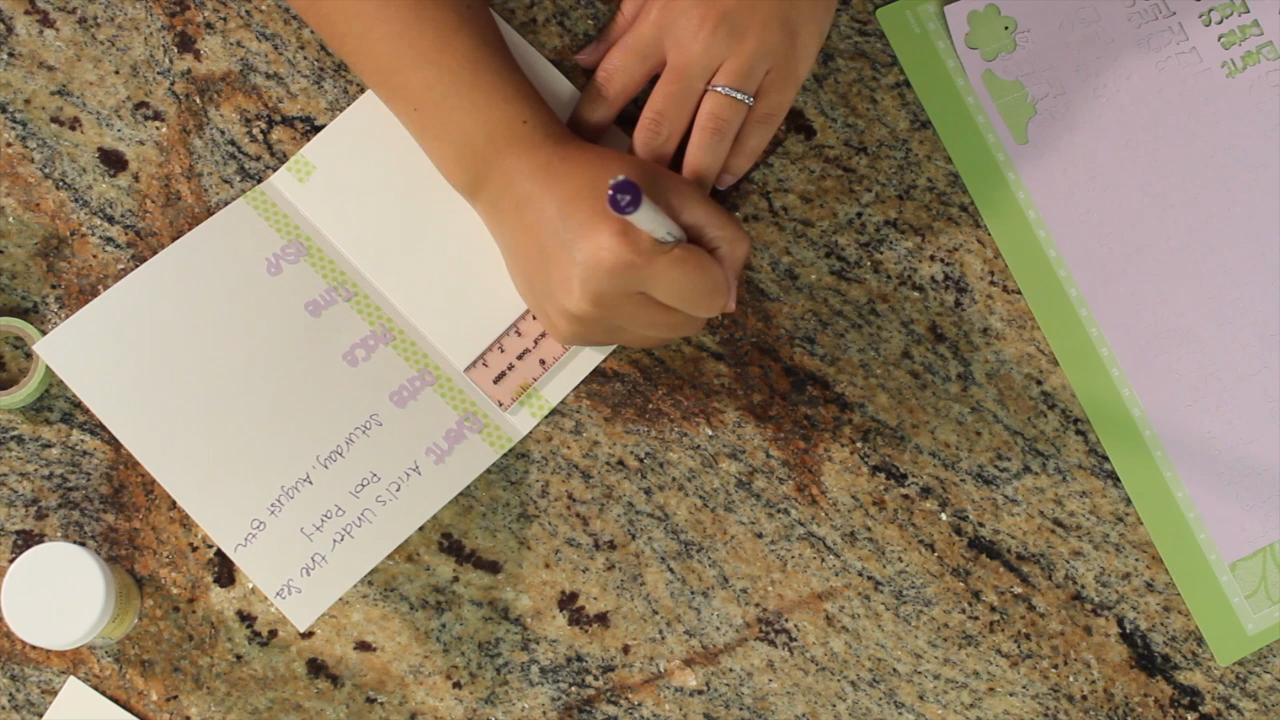 Event Ariel's Under the Sea
Pool Party
Date Saturday, August 8th
Place
Time
RSVP